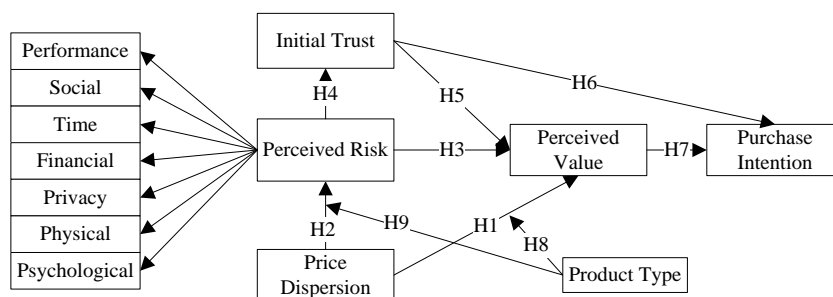 Performance
Social
Time
Financial
Privacy
Physical
Psychological
Initial Trust
H4
H5
H6
Perceived Risk
H3
Perceived
Value
H7
Purchase
Intention
H2
H9
H1
H8
Price
Dispersion
Product Type